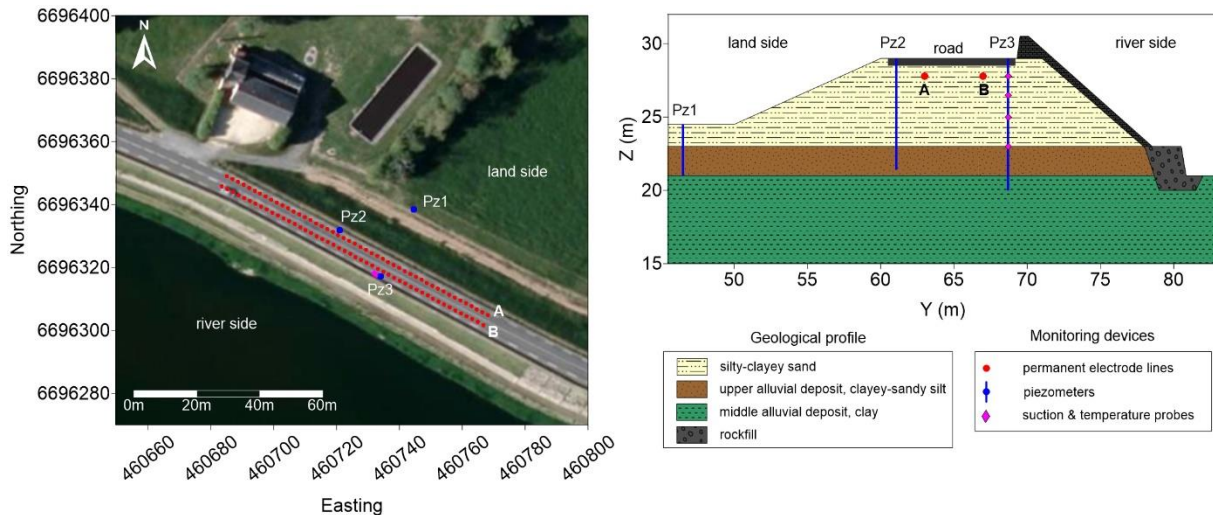 6696400
6696380
6696360
6696340
6696320
6696300
6696280
Northing
N
land side
Pz1
Pz2
Pz3
A
B
river side
0m 20m 40m 60m
460660 460680 460700 460720 460740 460760 460780 460800
Easting
land side
Pz2
road
Pz3
river side
Pz1
A
B
30
25
20
15
Z (m)
50 60 70 80
Y (m)
Geological profile
silty-clayey sand
upper alluvial deposit, clayey-sandy silt
middle alluvial deposit, clay
rockfill
Monitoring devices
permanent electrode lines
piezometers
suction & temperature probes